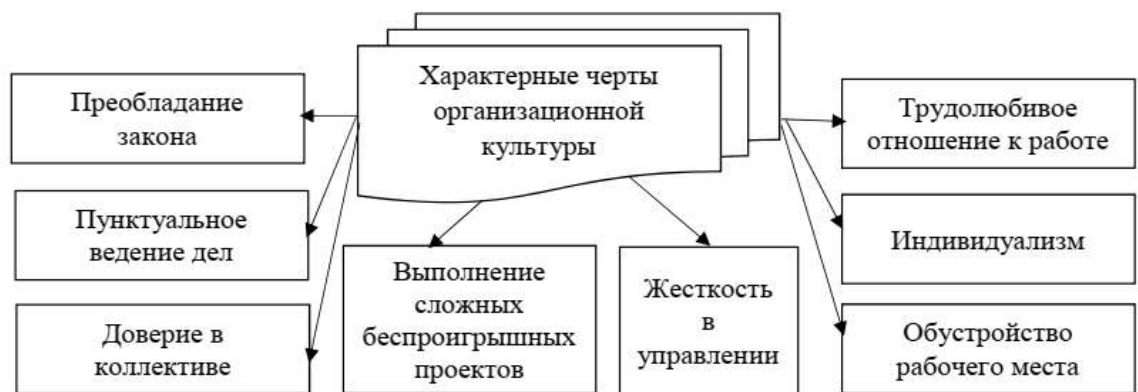 Характерные черты
организационной
культуры
Преобладание
закона
Пунктуальное
ведение дел
Доверие в
коллективе
Выполнение
сложных
беспроигрышных
проектов
Жесткость
в
управлении
Трудолюбивое
отношение к работе
Индивидуализм
Обустройство
рабочего места